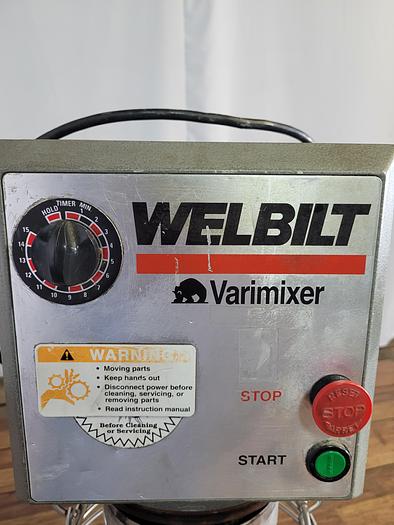 HOLD TIMER MIN
1
2
3
4
5
6
7
8
9
10
11
12
13
14
15
WELBILT
Varimixer
WARNING
• Moving parts
• Keep hands out
• Disconnect power before
cleaning, servicing, or
removing parts
• Read instruction manual
Before Cleaning
or Servicing
STOP
RESET
STOP
START